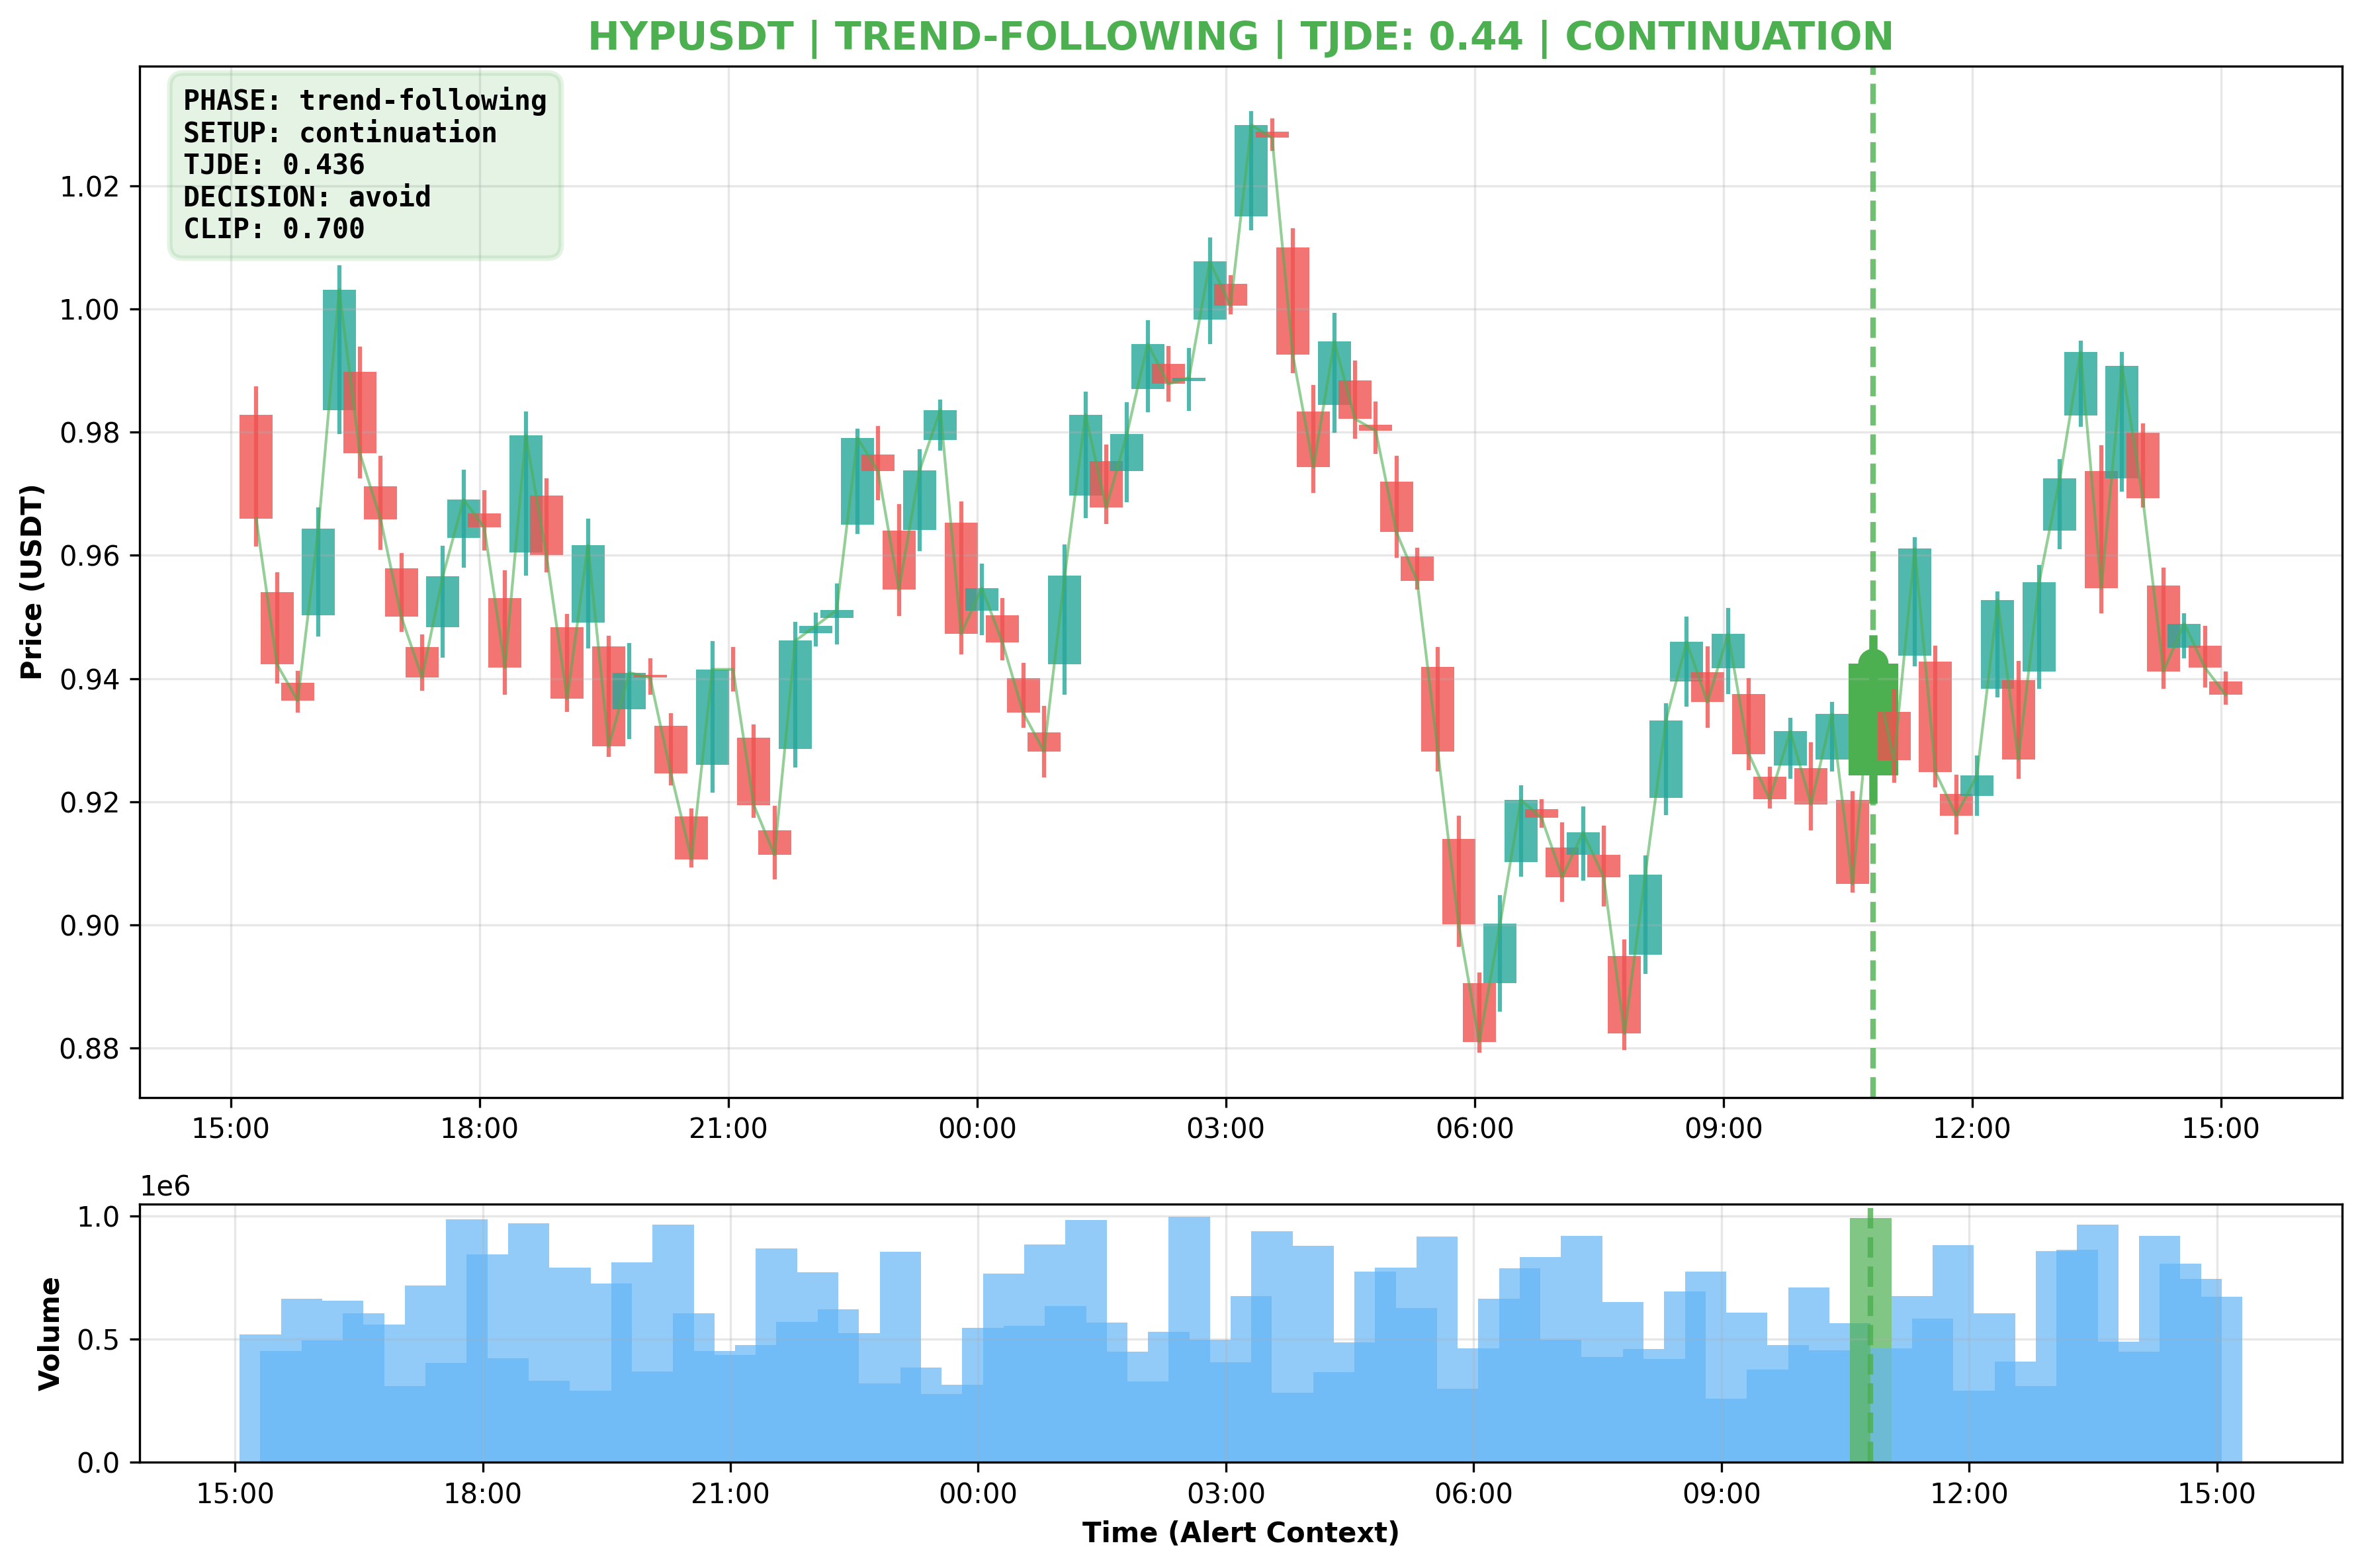 HYPUSDT | TREND-FOLLOWING | TJDE: 0.44 | CONTINUATION
PHASE: trend-following
SETUP: continuation
TJDE: 0.436
DECISION: avoid
CLIP: 0.700
Price (USDT)
1.02
1.00
0.98
0.96
0.94
0.92
0.90
0.88
15:00 18:00 21:00 00:00 03:00 06:00 09:00 12:00 15:00
1e6
Volume
1.0
0.5
0.0
15:00 18:00 21:00 00:00 03:00 06:00 09:00 12:00 15:00
Time (Alert Context)